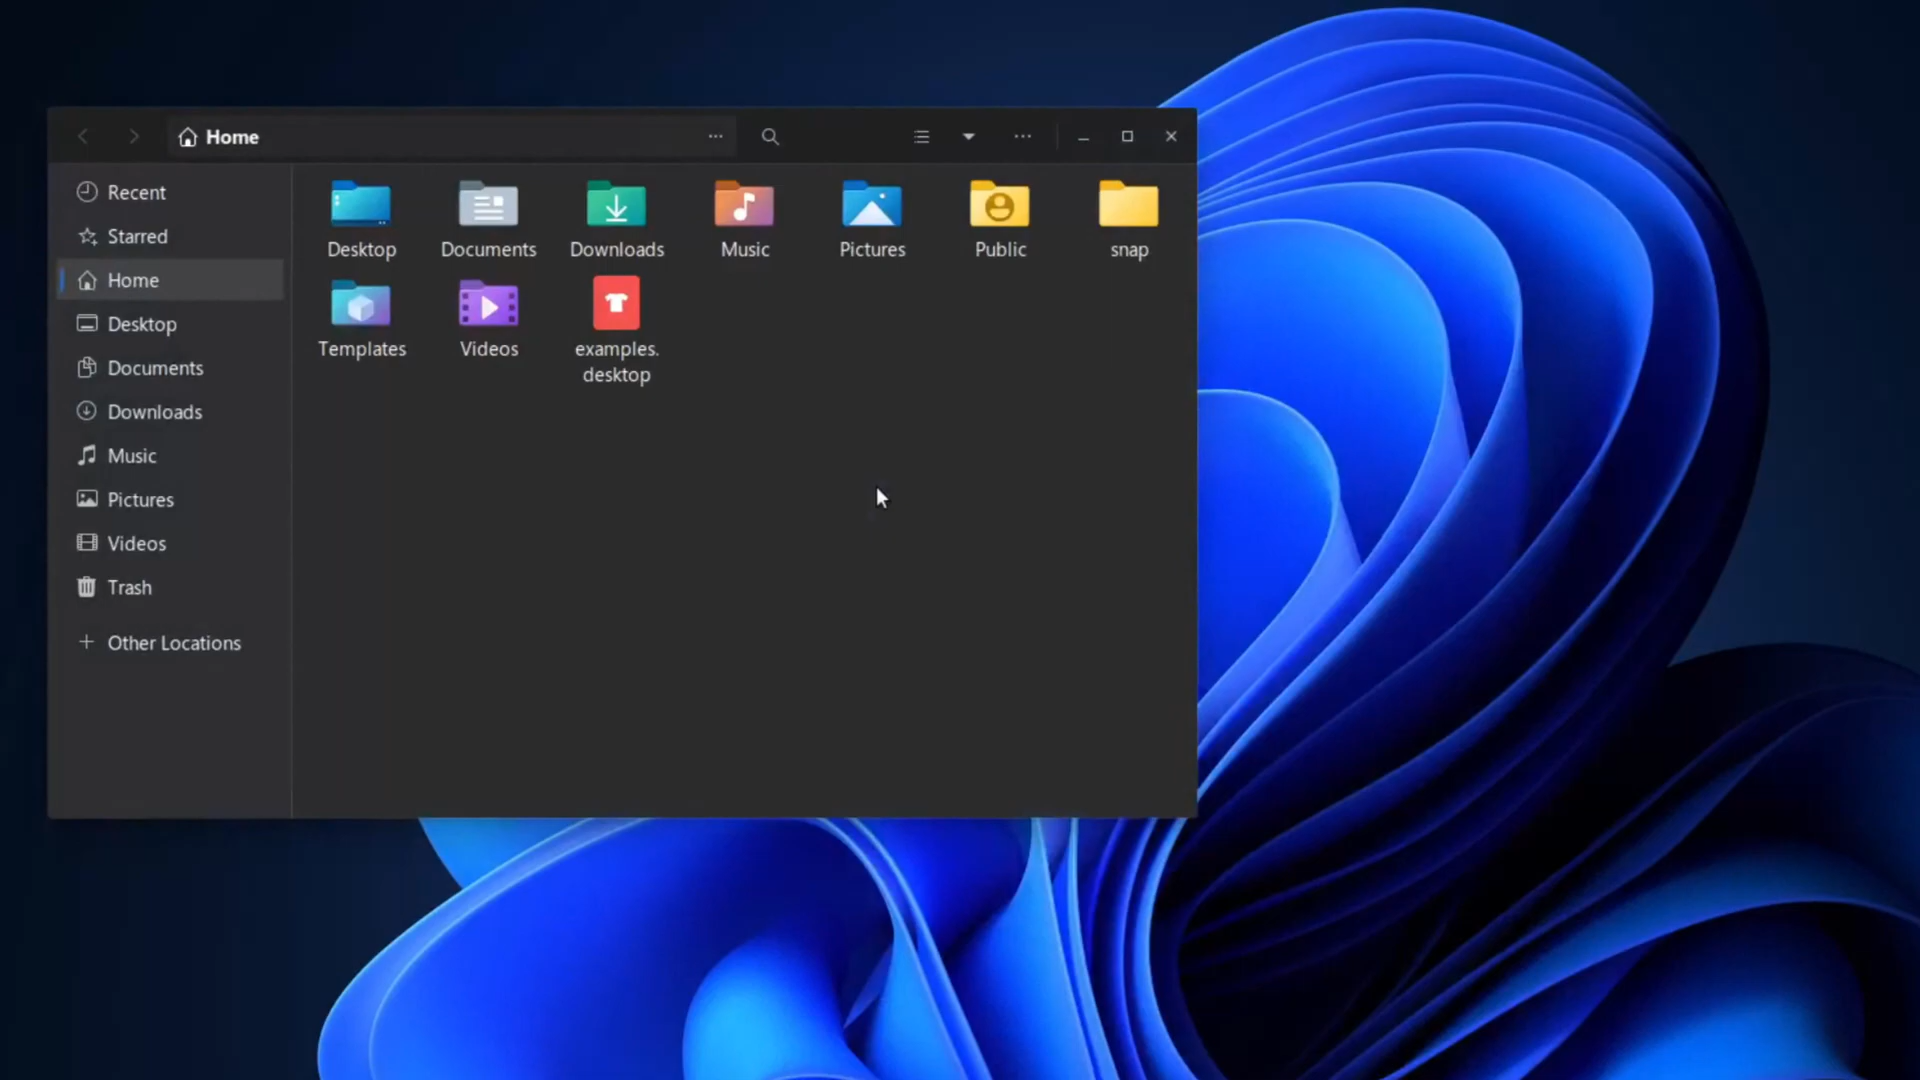 Home
Recent
Starred
Home
Desktop
Documents
Downloads
Music
Pictures
Videos
Trash
Other Locations
Desktop
Documents
Downloads
Music
Pictures
Public
snap
Templates
Videos
examples.
desktop